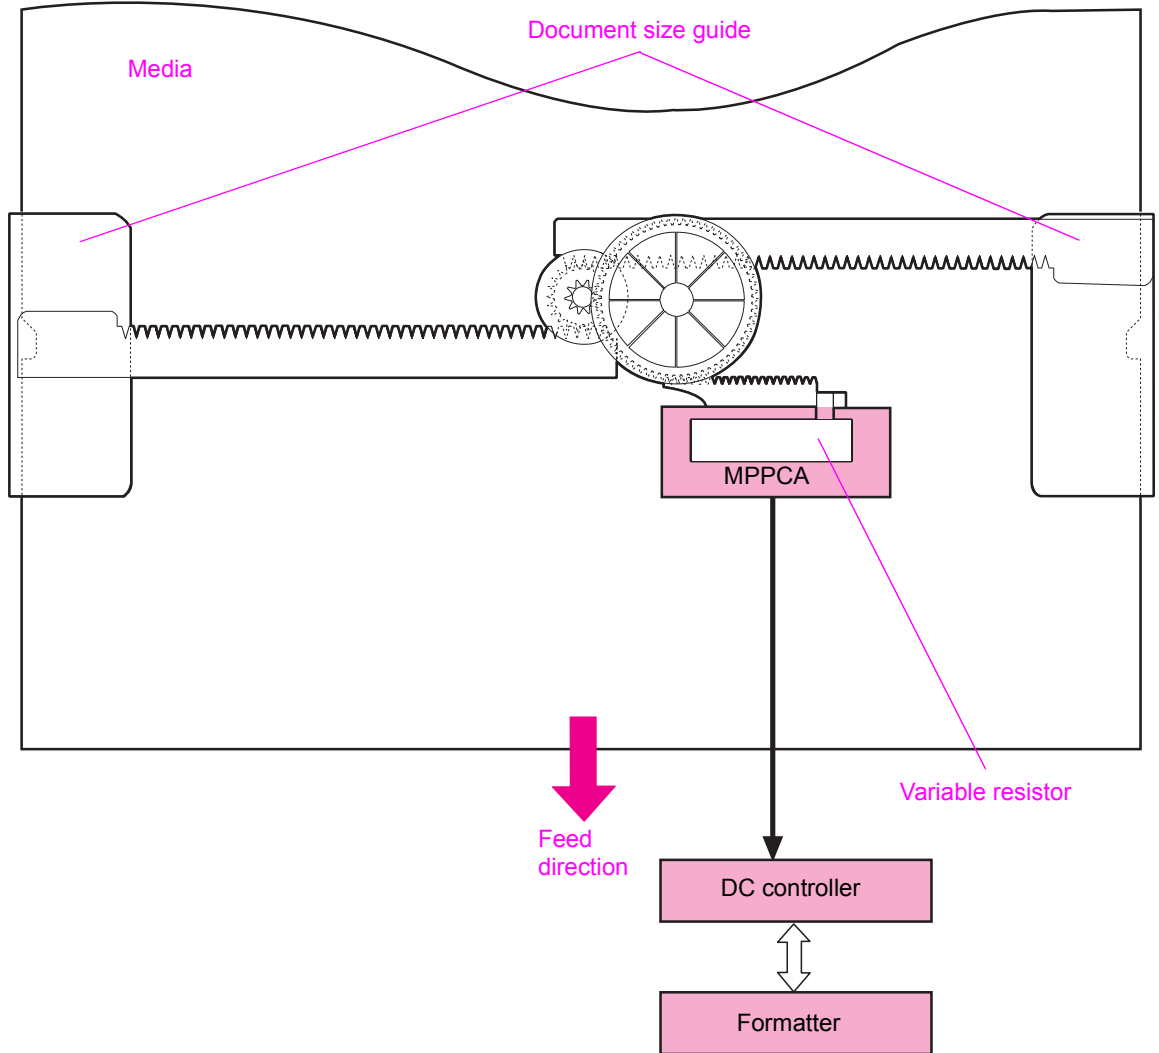 Document size guide
Media
MPPCA
Variable resistor
Feed
direction
DC controller
Formatter